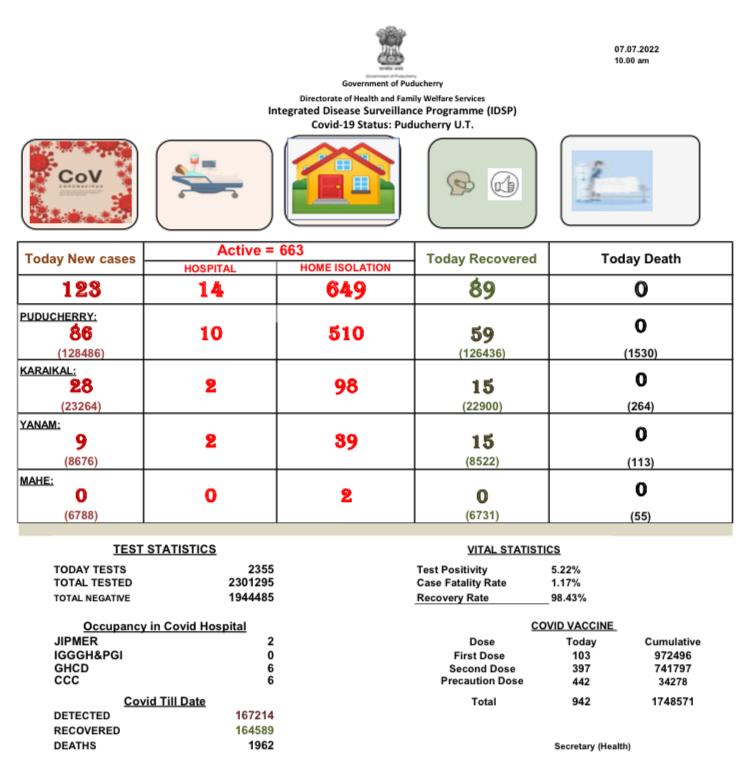 07.07.2022
10.00 am
Government of Puducherry
Government of Puducherry
Directorate of Health and Family Welfare Services
Integrated Disease Surveillance Programme (IDSP)
Covid-19 Status: Puducherry U.T.
CoV
CORONAVIRUS
Today New cases
Active = 663
HOSPITAL
HOME ISOLATION
Today Recovered
Today Death
123 14 649 89 0
PUDUCHERRY:
86 10 510 59 0
(128486) (126436) (1530)
KARAIKAL:
28 2 98 15 0
(23264) (22900) (264)
YANAM:
9 2 39 15 0
(8676) (8522) (113)
MAHE:
0 0 2 0 0
(6788) (6731) (55)
TEST STATISTICS
TODAY TESTS 2355
TOTAL TESTED 2301295
TOTAL NEGATIVE 1944485
VITAL STATISTICS
Test Positivity 5.22%
Case Fatality Rate 1.17%
Recovery Rate 98.43%
Occupancy in Covid Hospital
JIPMER 2
IGGGH&PGI 0
GHCD 6
CCC 6
COVID VACCINE
Dose Today Cumulative
First Dose 103 972496
Second Dose 397 741797
Precaution Dose 442 34278
Total 942 1748571
Covid Till Date
DETECTED 167214
RECOVERED 164589
DEATHS 1962
Secretary (Health)